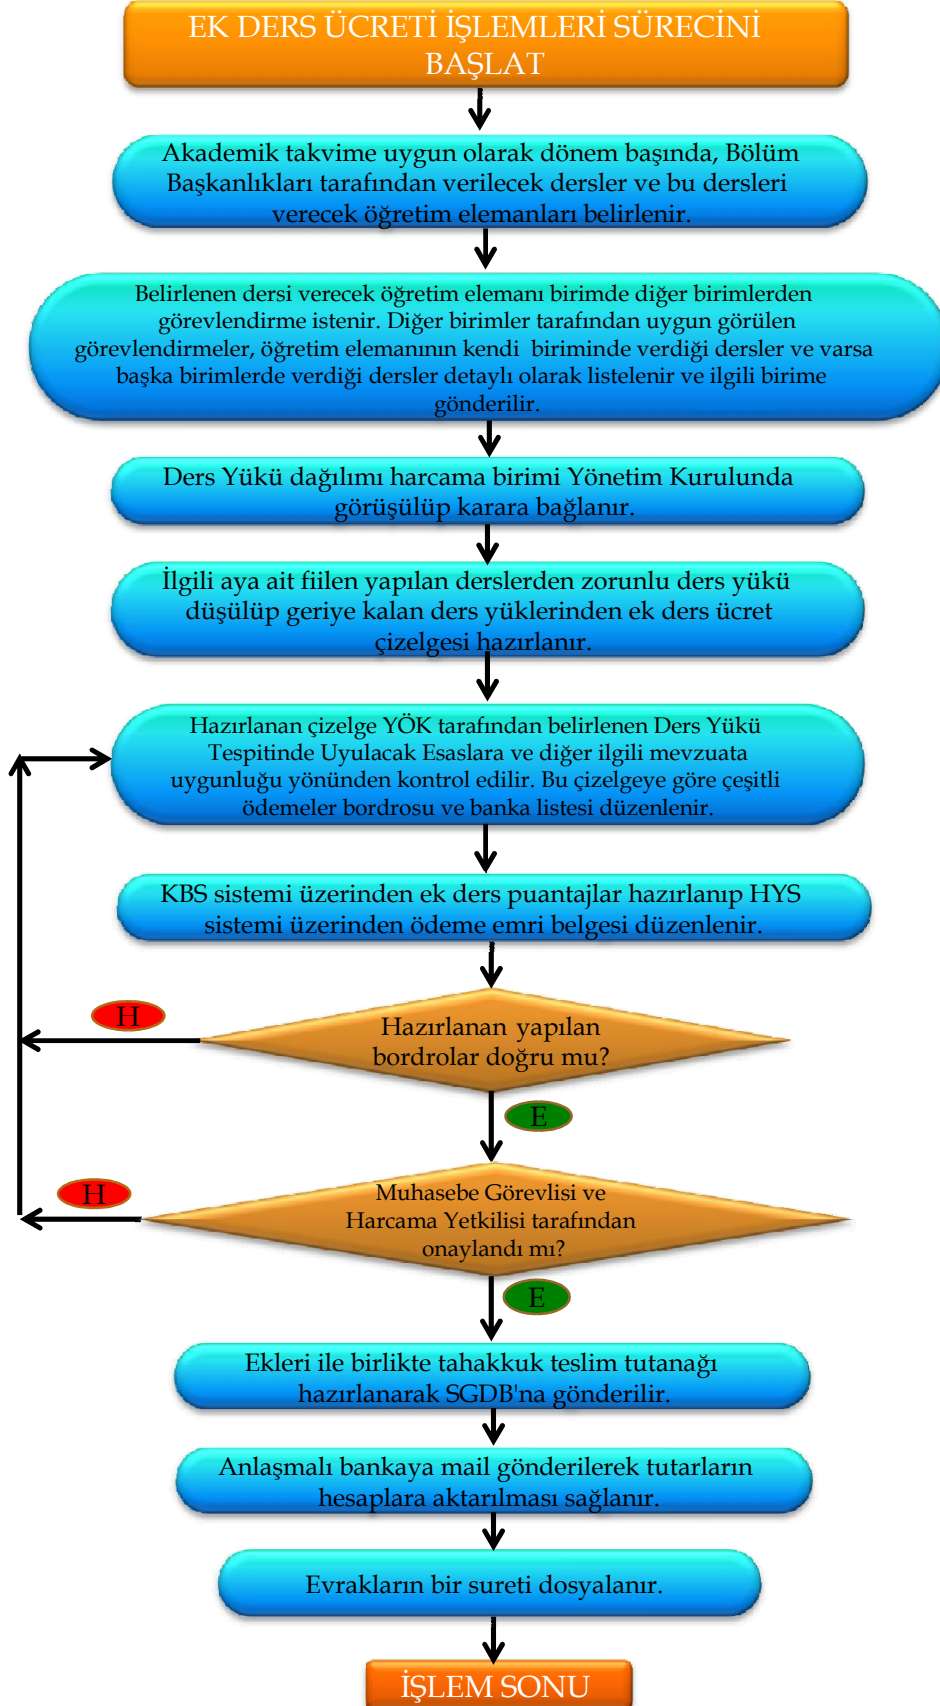 EK DERS ÜCRETİ İŞLEMLERİ SÜRECİNİ
BAŞLAT
Akademik takvime uygun olarak dönem başında, Bölüm
Başkanlıkları tarafından verilecek dersler ve bu dersleri
verecek öğretim elemanları belirlenir.
Belirlenen dersi verecek öğretim elemanı birimde diğer birimlerden
görevlendirme istenir. Diğer birimler tarafından uygun görülen
görevlendirmeler, öğretim elemanının kendi biriminde verdiği dersler ve varsa
başka birimlerde verdiği dersler detaylı olarak listelenir ve ilgili birime
gönderilir.
Ders Yükü dağılımı harcama birimi Yönetim Kurulunda
görüşülüp karara bağlanır.
İlgili aya ait fiilen yapılan derslerden zorunlu ders yükü
düşülüp geriye kalan ders yüklerinden ek ders ücret
çizelgesi hazırlanır.
Hazırlanan çizelge YÖK tarafından belirlenen Ders Yükü
Tespitinde Uyulacak Esaslara ve diğer ilgili mevzuata
uygunluğu yönünden kontrol edilir. Bu çizelgeye göre çeşitli
ödemeler bordrosu ve banka listesi düzenlenir.
KBS sistemi üzerinden ek ders puantajlar hazırlanıp HYS
sistemi üzerinden ödeme emri belgesi düzenlenir.
H
Hazırlanan yapılan
bordrolar doğru mu?
E
H
Muhasebe Görevlisi ve
Harcama Yetkilisi tarafından
onaylandı mı?
E
Ekleri ile birlikte tahakkuk teslim tutanağı
hazırlanarak SGDB'na gönderilir.
Anlaşmalı bankaya mail gönderilerek tutarların
hesaplara aktarılması sağlanır.
Evrakların bir sureti dosyalanır.
İŞLEM SONU